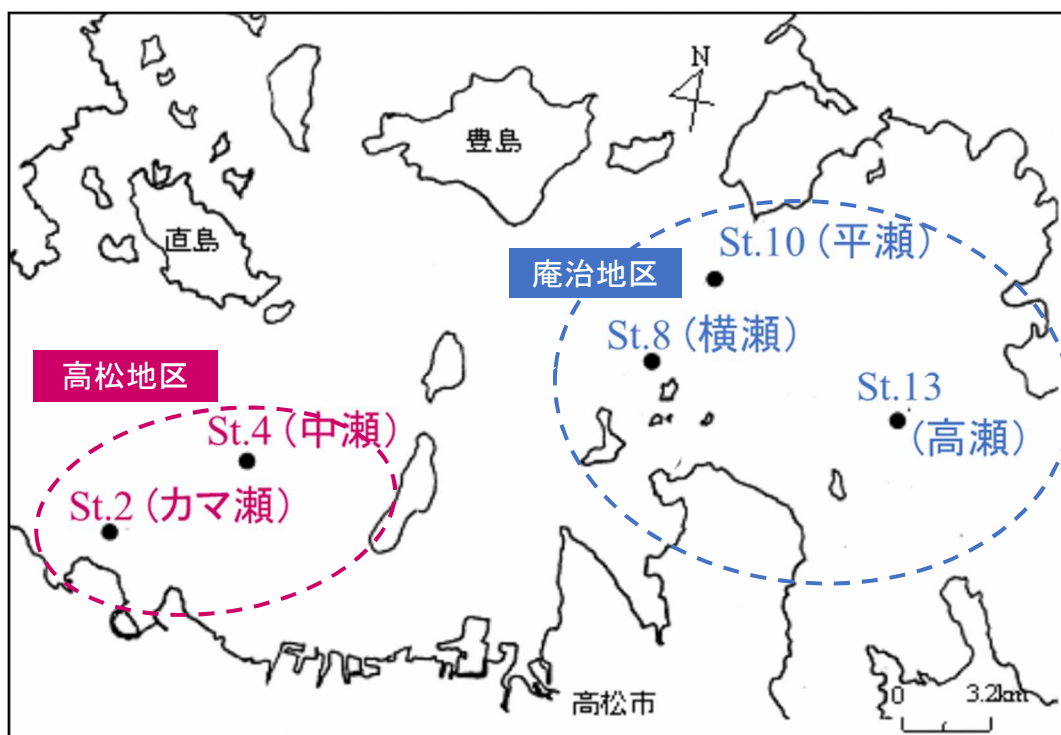 N
豊島
直島
St.10 (平瀬)
庵治地区
St.8 (横瀬)
高松地区
St.13
(高瀬)
St.4 (中瀬)
St.2 (カマ瀬)
高松市
0 3.2km